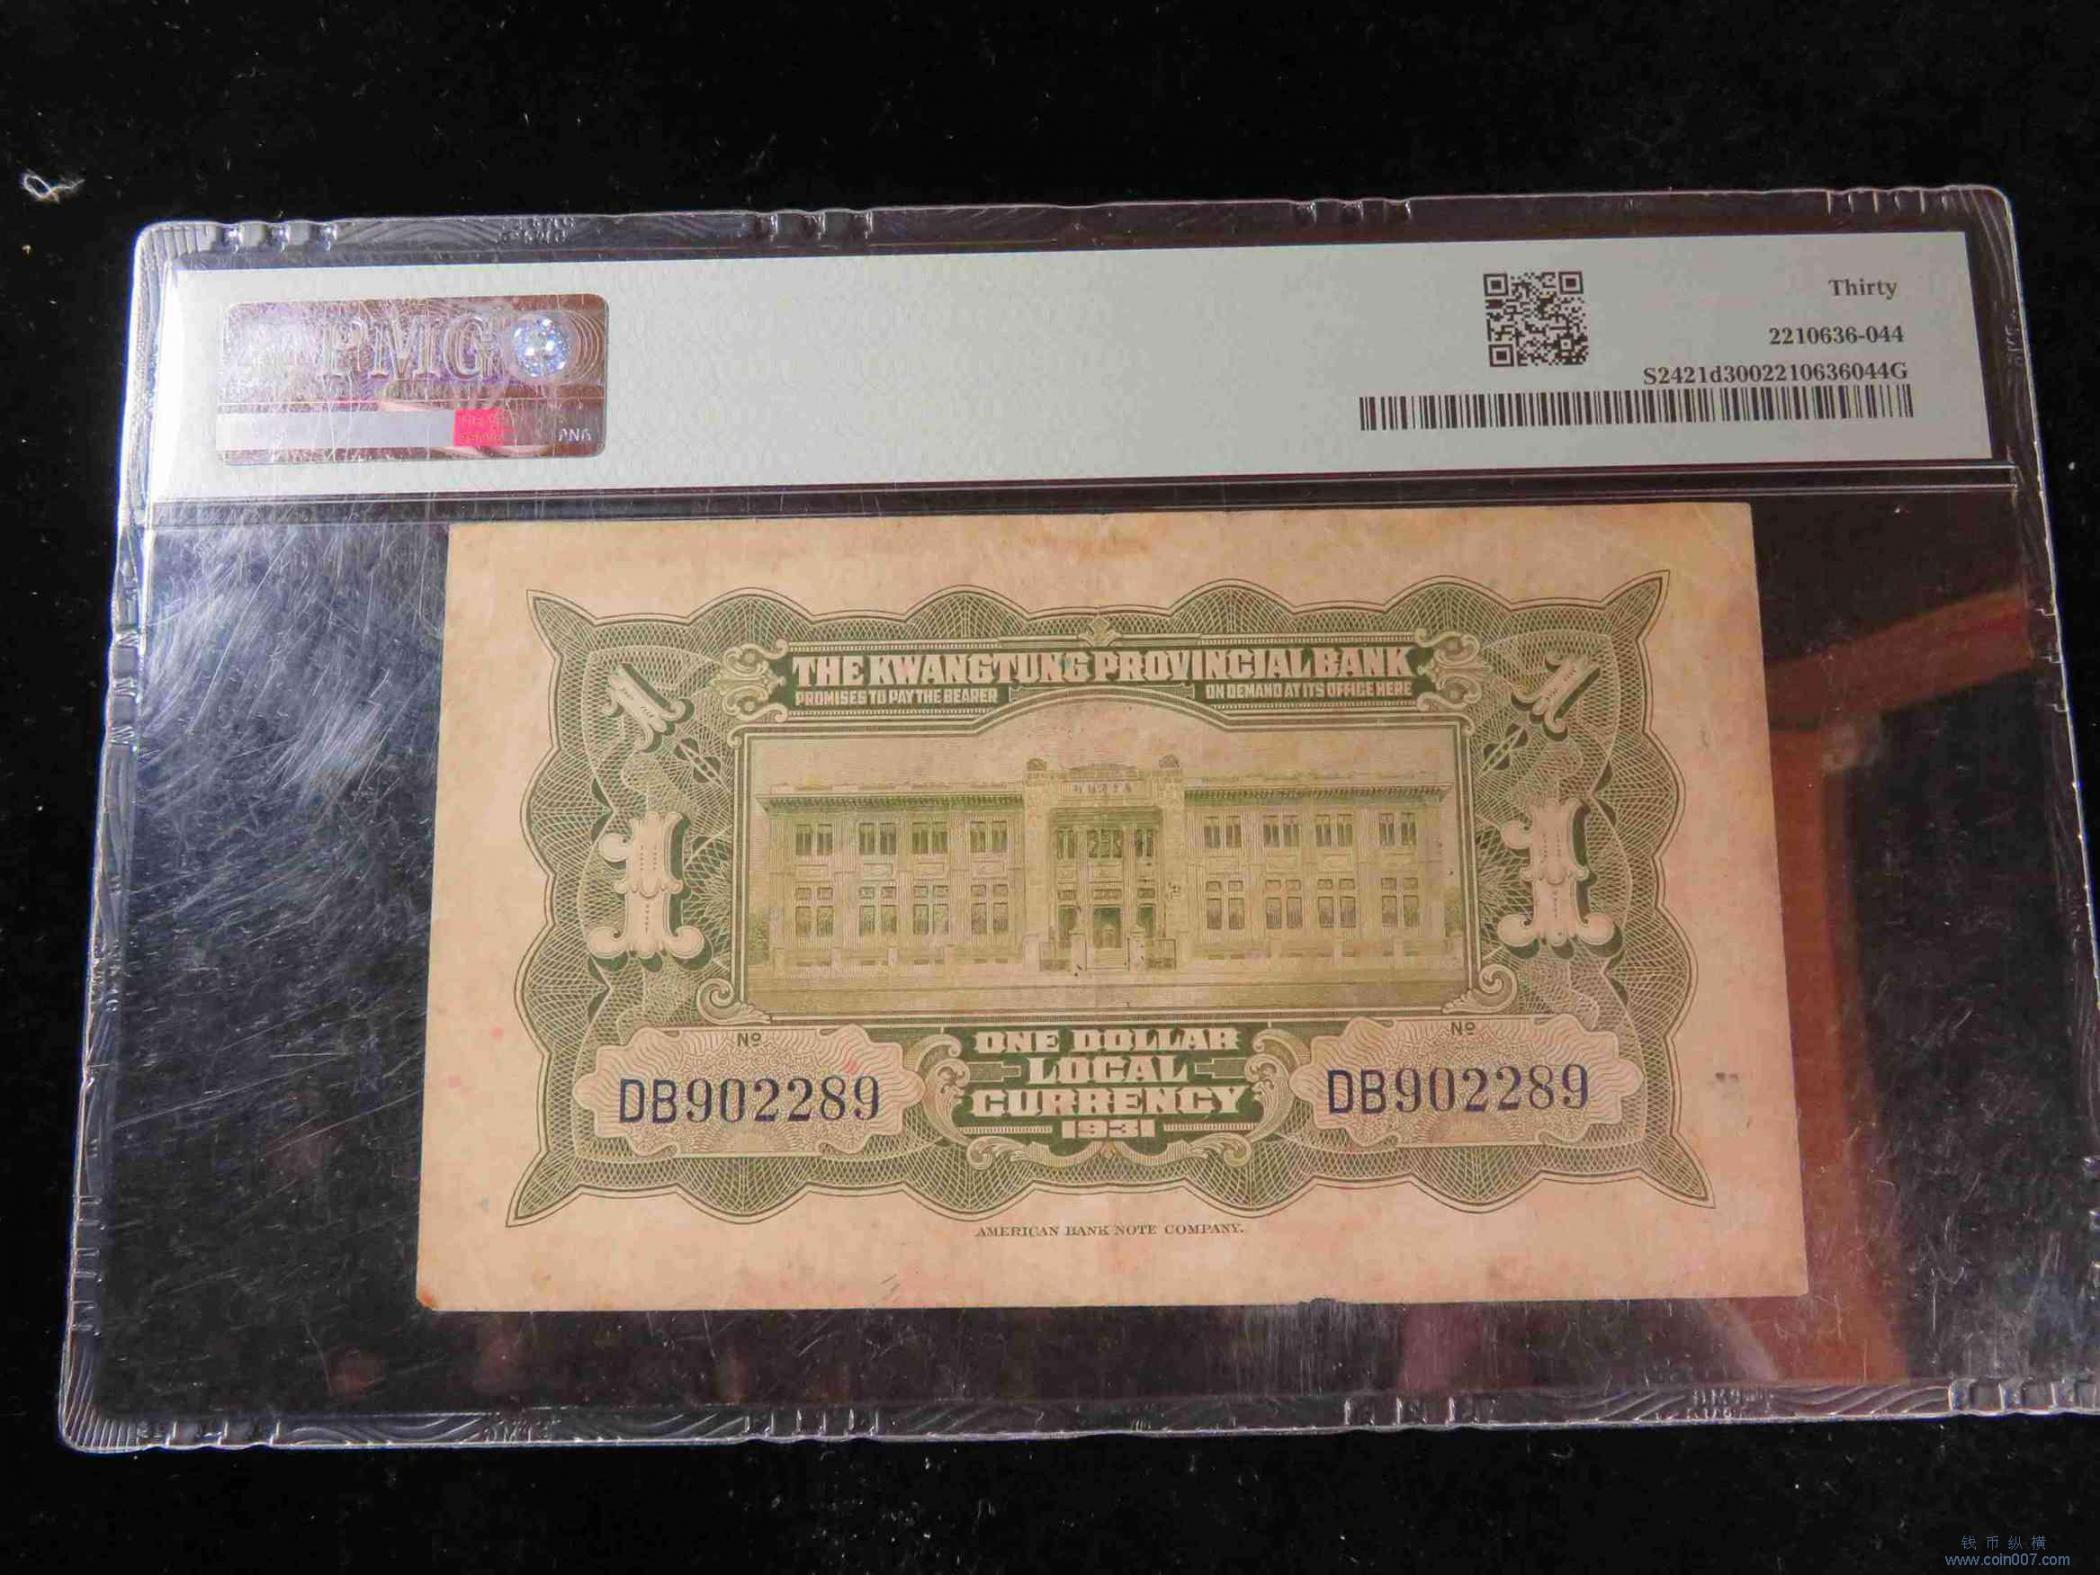 PMG
Thirty
2210636-044
S2421d3002210636044G
THE KWANGTUNG PROVINCIAL BANK
PROMISES TO PAY THE BEARER ON DEMAND AT ITS OFFICE HERE
1 1
1 1
Nº Nº
DB902289 DB902289
ONE DOLLAR
LOCAL
CURRENCY
1931
AMERICAN BANK NOTE COMPANY.
钱币纵横
www.coin007.com